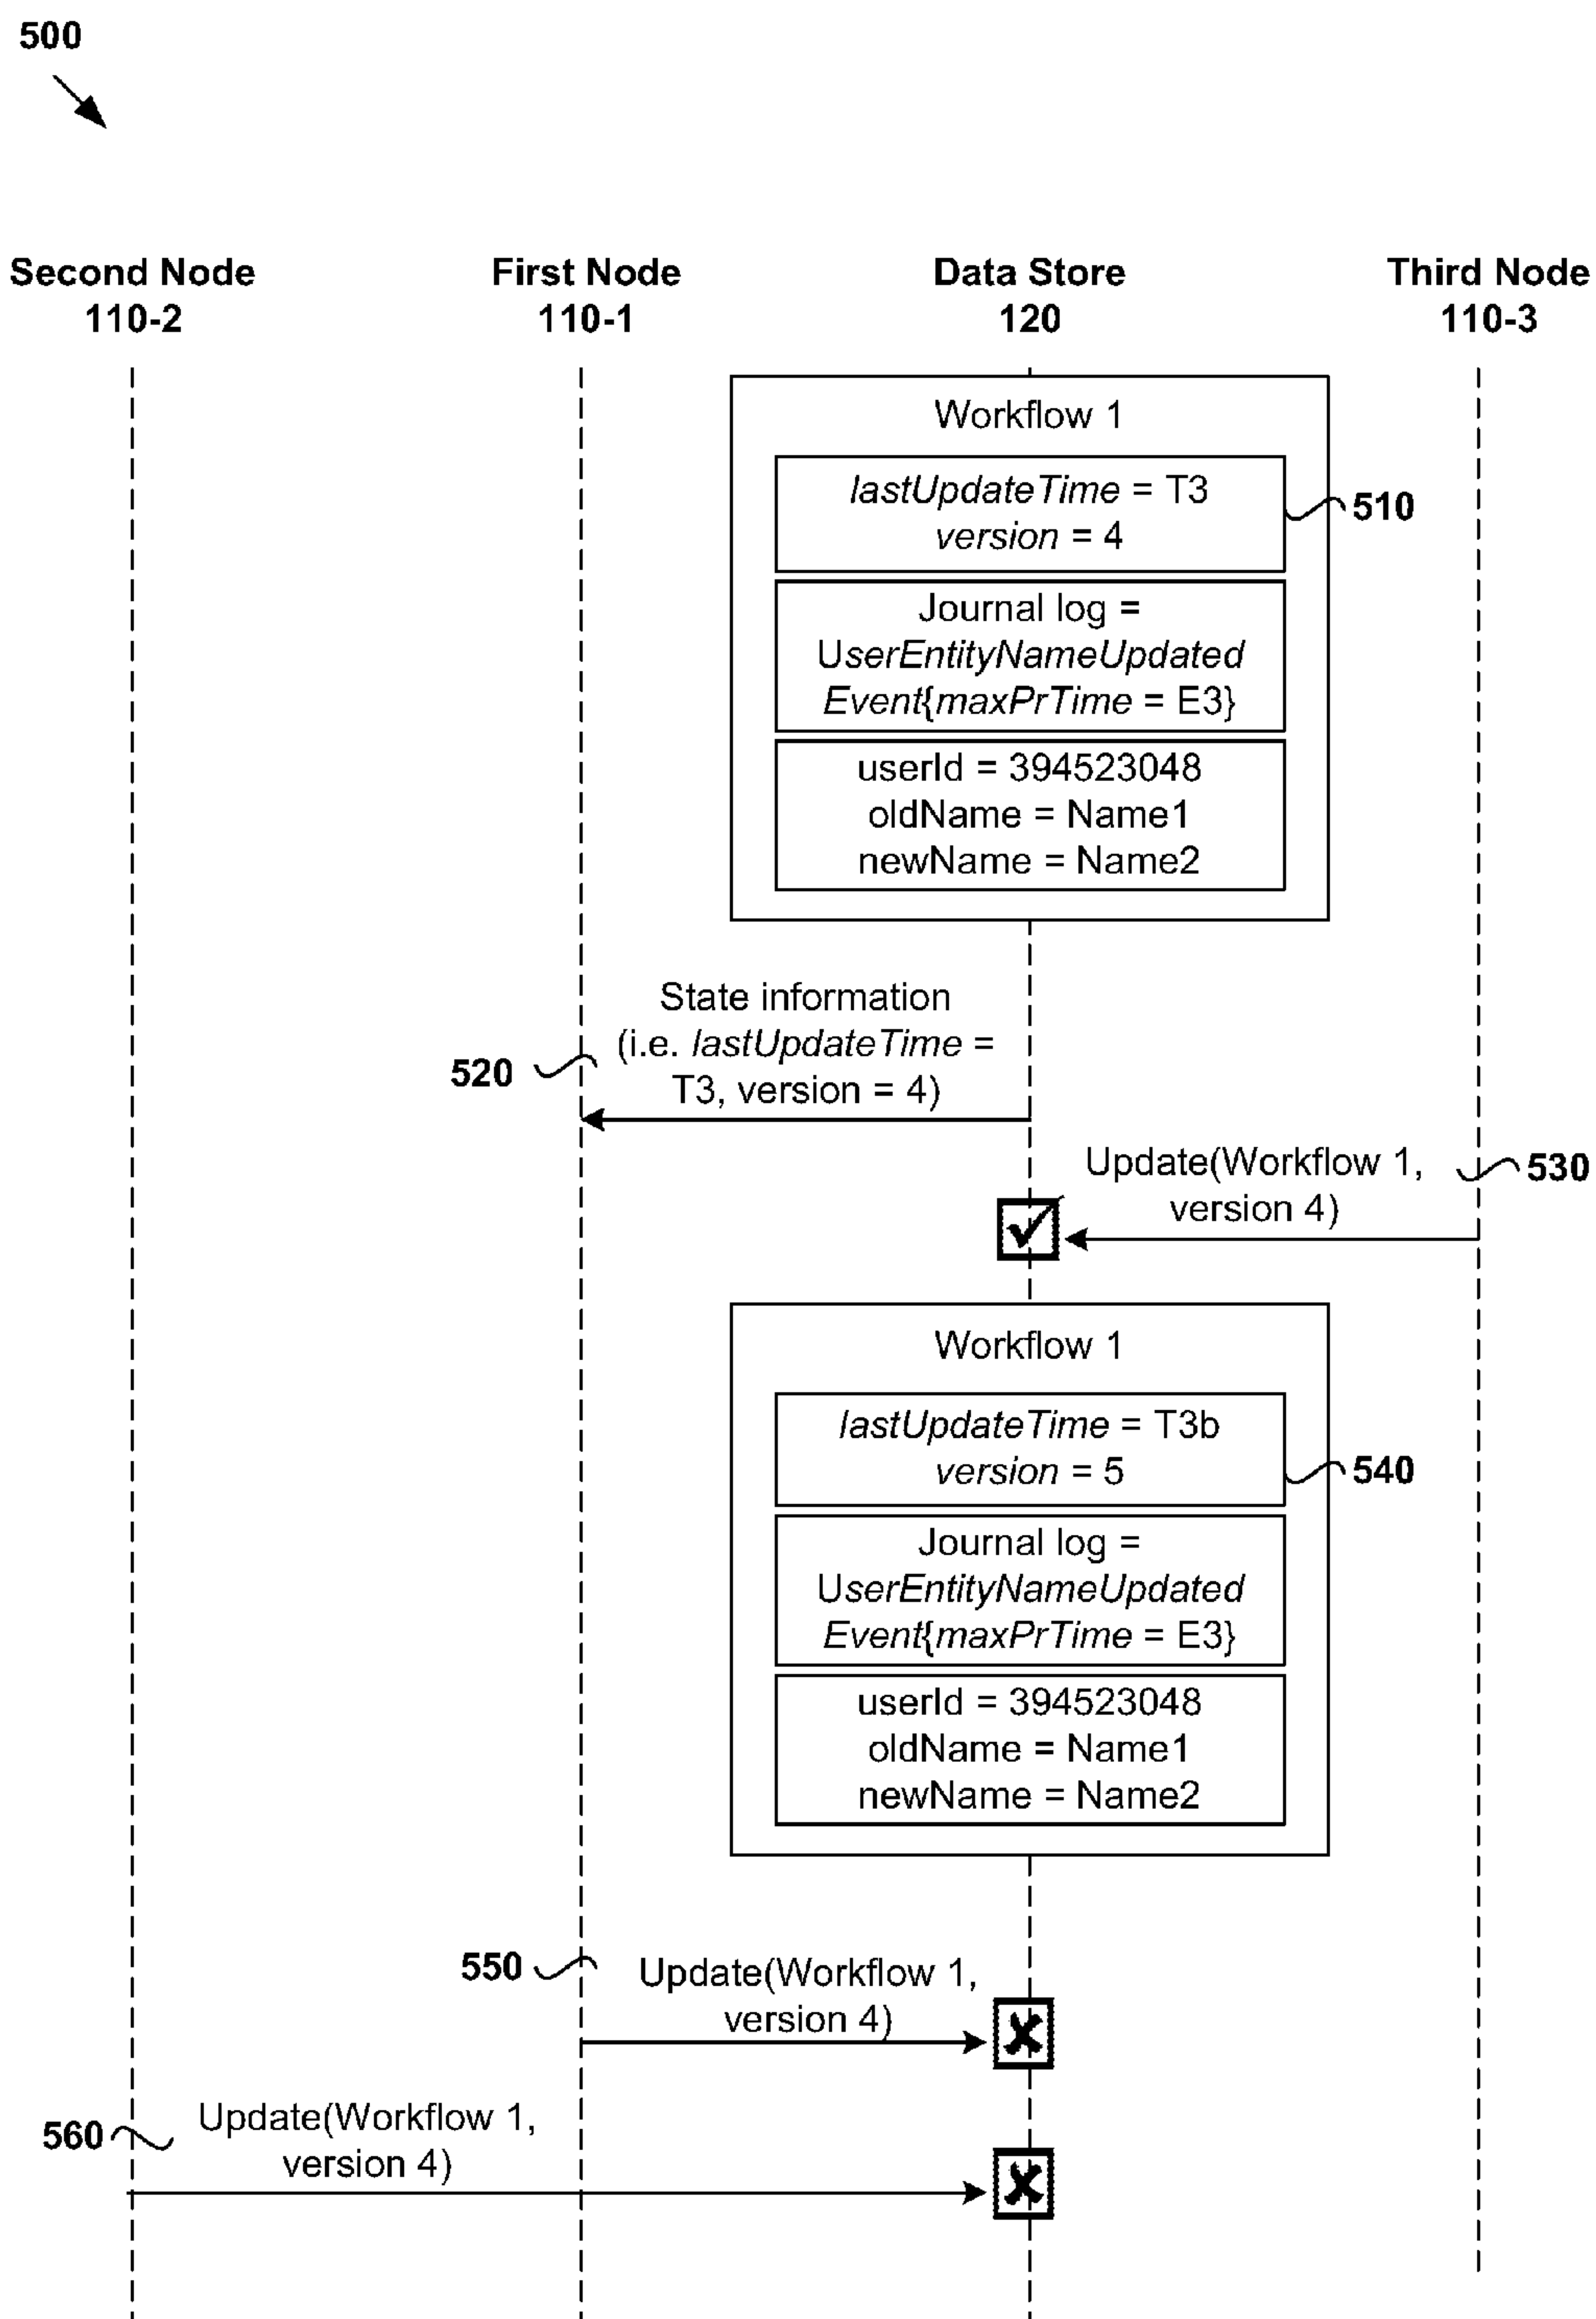 500
Second Node
110-2
First Node
110-1
Data Store
120
Third Node
110-3
Workflow 1
lastUpdateTime = T3
version = 4
510
Journal log =
UserEntityNameUpdated
Event{maxPrTime = E3}
userId = 394523048
oldName = Name1
newName = Name2
State information
(i.e. lastUpdateTime =
T3, version = 4)
520
Update(Workflow 1,
version 4)
530
Workflow 1
lastUpdateTime = T3b
version = 5
540
Journal log =
UserEntityNameUpdated
Event{maxPrTime = E3}
userId = 394523048
oldName = Name1
newName = Name2
550
Update(Workflow 1,
version 4)
560
Update(Workflow 1,
version 4)